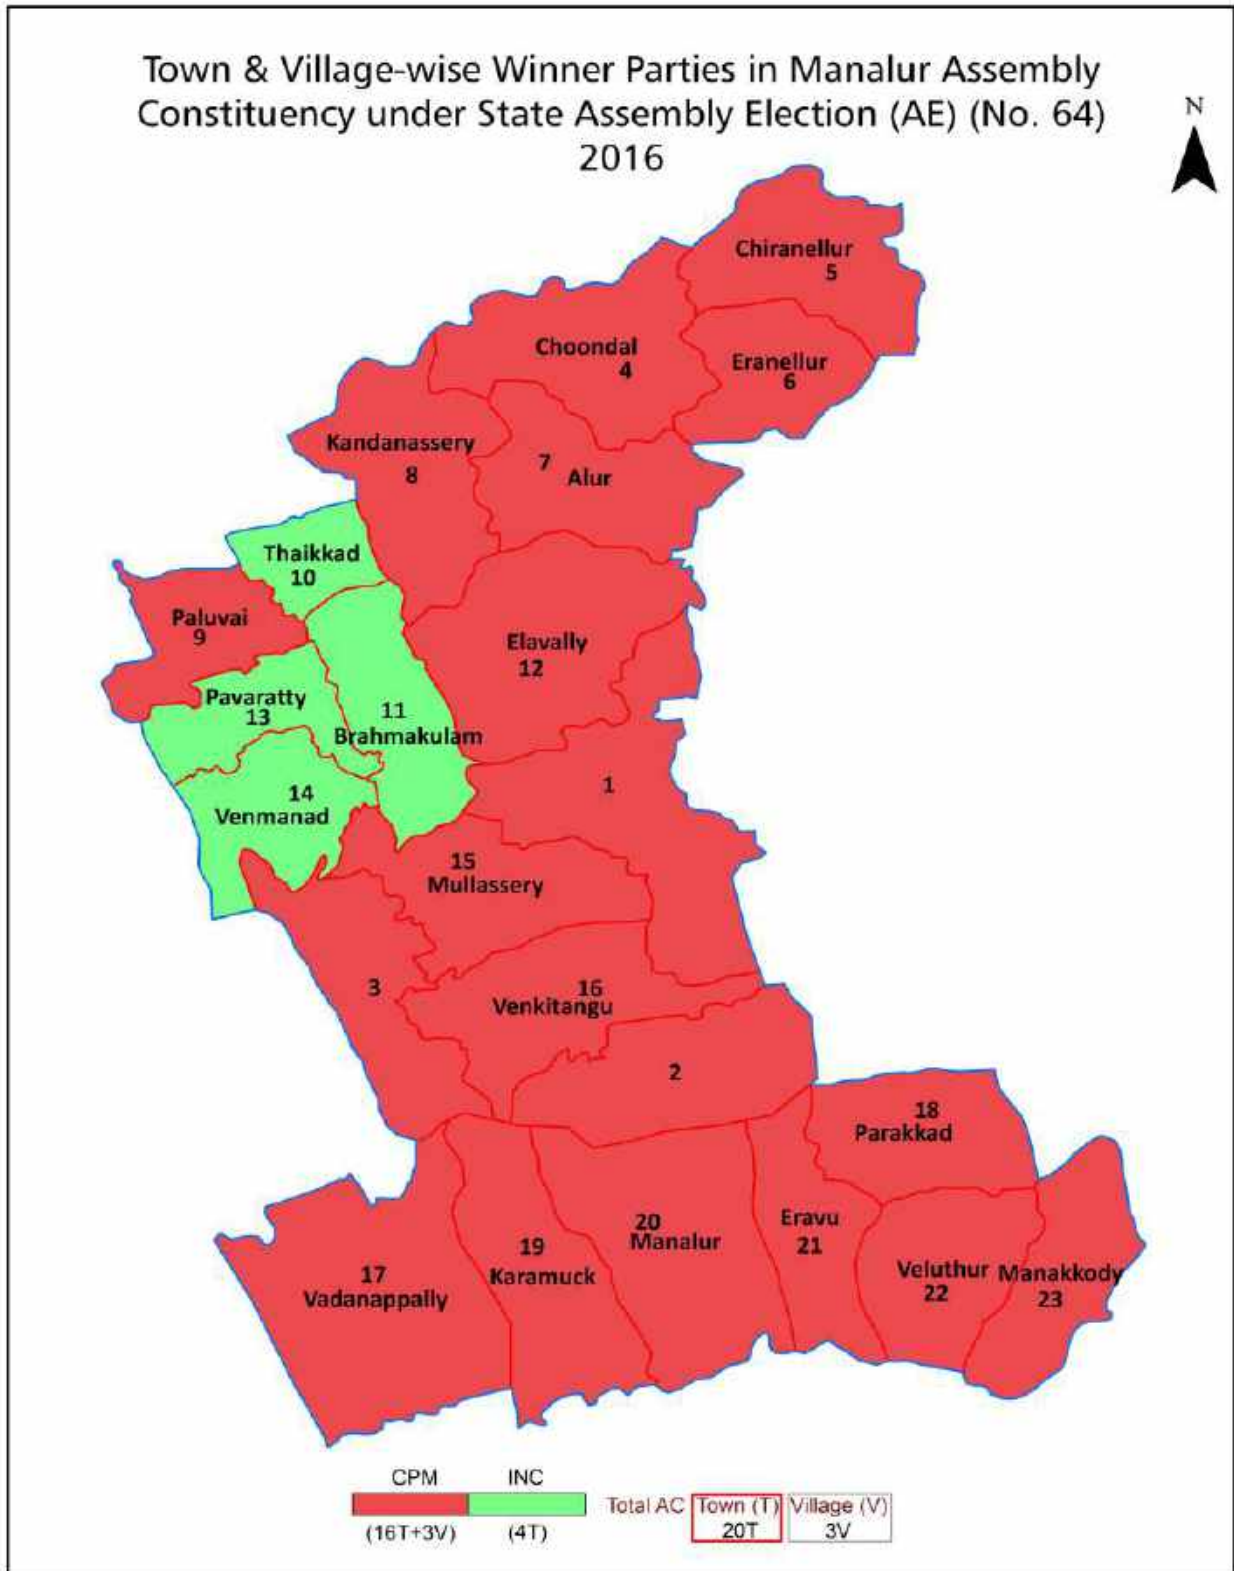 Town & Village-wise Winner Parties in Manalur Assembly
Constituency under State Assembly Election (AE) (No. 64)
2016
N
Chiranellur
5
Choondal
4
Eranellur
6
Kandanassery
8
7
Alur
Thaikkad
10
Paluvai
9
Elavally
12
Pavaratty
13
11
Brahmakulam
1
14
Venmanad
15
Mullassery
3
16
Venkitangu
2
18
Parakkad
20
Manalur
Eravu
21
19
Karamuck
17
Vadanappally
Veluthur
22
Manakkody
23
CPM
INC
(16T+3V)
(4T)
Total AC
Town (T)
20T
Village (V)
3V